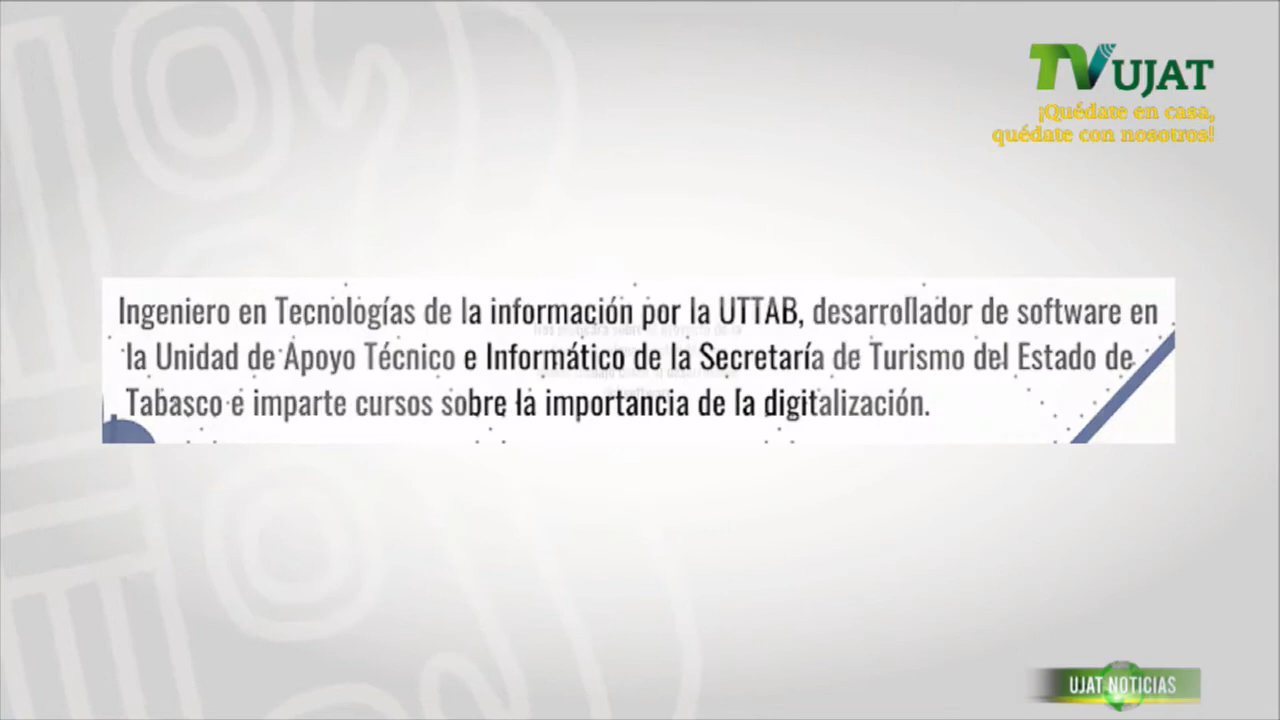 TVUJAT
¡Quédate en casa,
quédate con nosotros!
Ingeniero en Tecnologías de la información por la UTTAB, desarrollador de software en
la Unidad de Apoyo Técnico e Informático de la Secretaría de Turismo del Estado de
Tabasco e imparte cursos sobre la importancia de la digitalización.
UJAT NOTICIAS